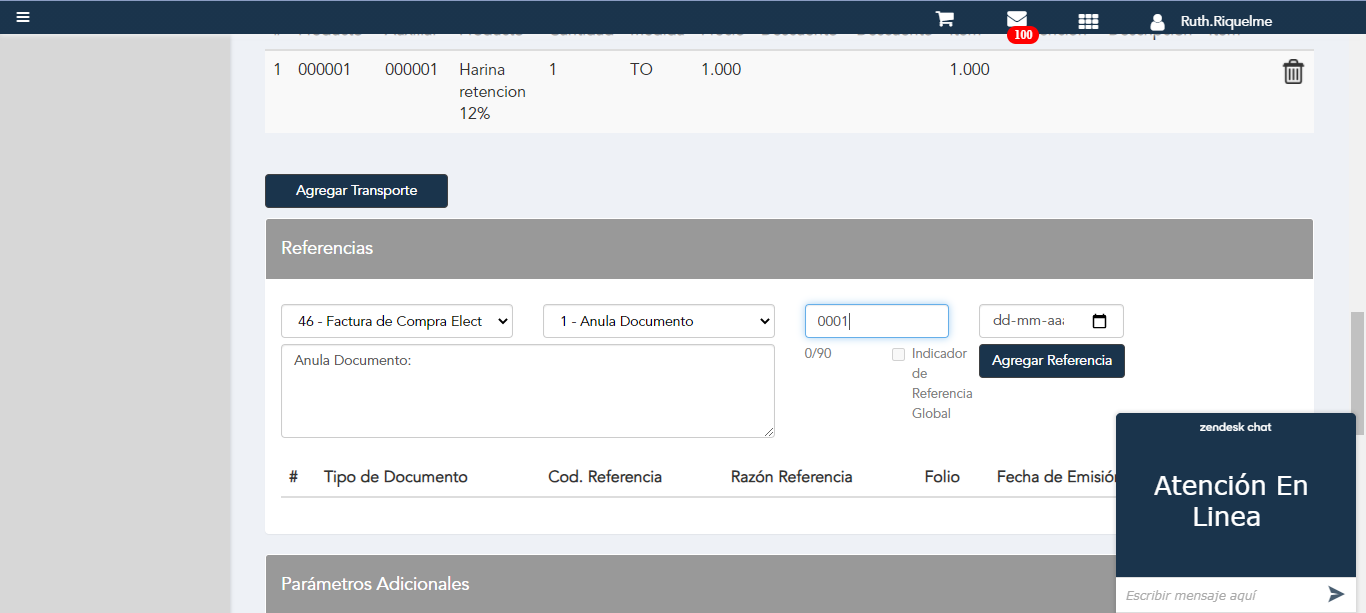 Ruth.Riquelme
100
1 000001 000001 Harina 1 TO 1.000 1.000
retencion
12%
Agregar Transporte
Referencias
46 - Factura de Compra Elect 1 - Anula Documento 0001 dd-mm-aaa
Anula Documento: 0/90 Indicador Agregar Referencia
de
Referencia
Global
# Tipo de Documento Cod. Referencia Razón Referencia Folio Fecha de Emisión
Parámetros Adicionales
zendesk chat
Atención En
Linea
Escribir mensaje aquí